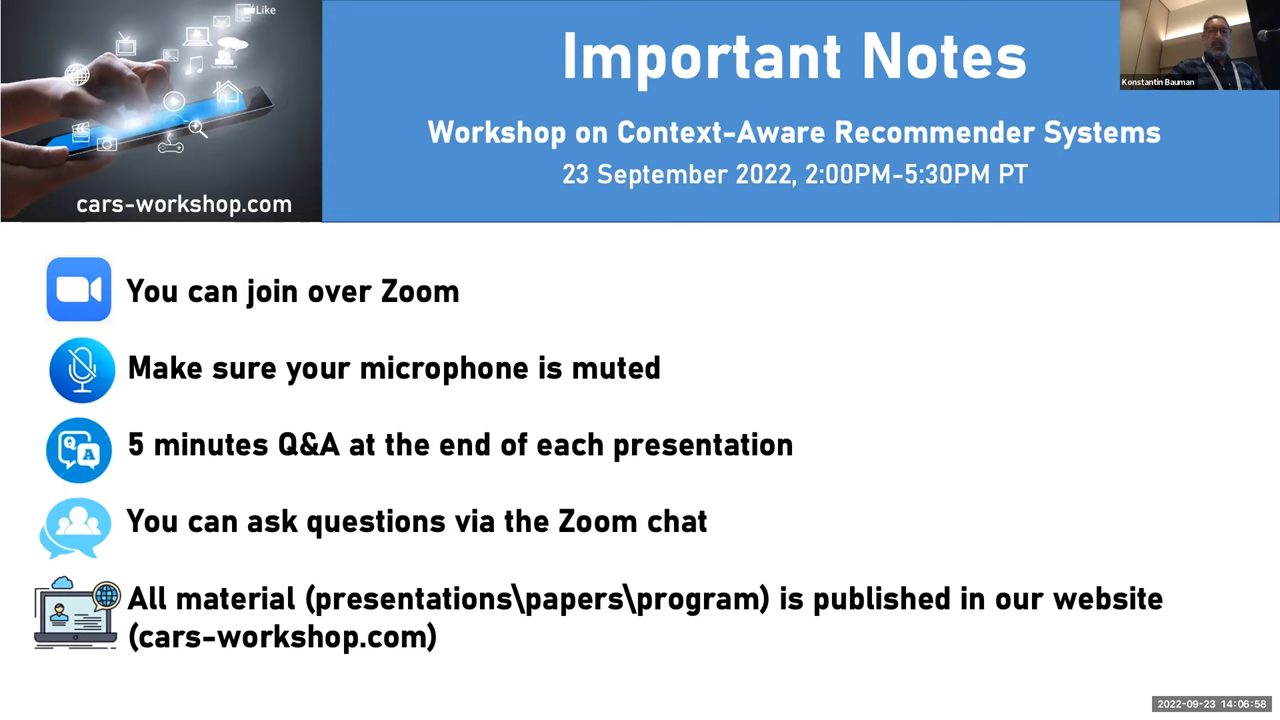 Like
Important Notes
Konstantin Bauman
Workshop on Context-Aware Recommender Systems
23 September 2022, 2:00PM-5:30PM PT
cars-workshop.com
You can join over Zoom
Make sure your microphone is muted
Q
A
5 minutes Q&A at the end of each presentation
You can ask questions via the Zoom chat
All material (presentations\papers\program) is published in our website
(cars-workshop.com)
2022-09-23 14:06:58